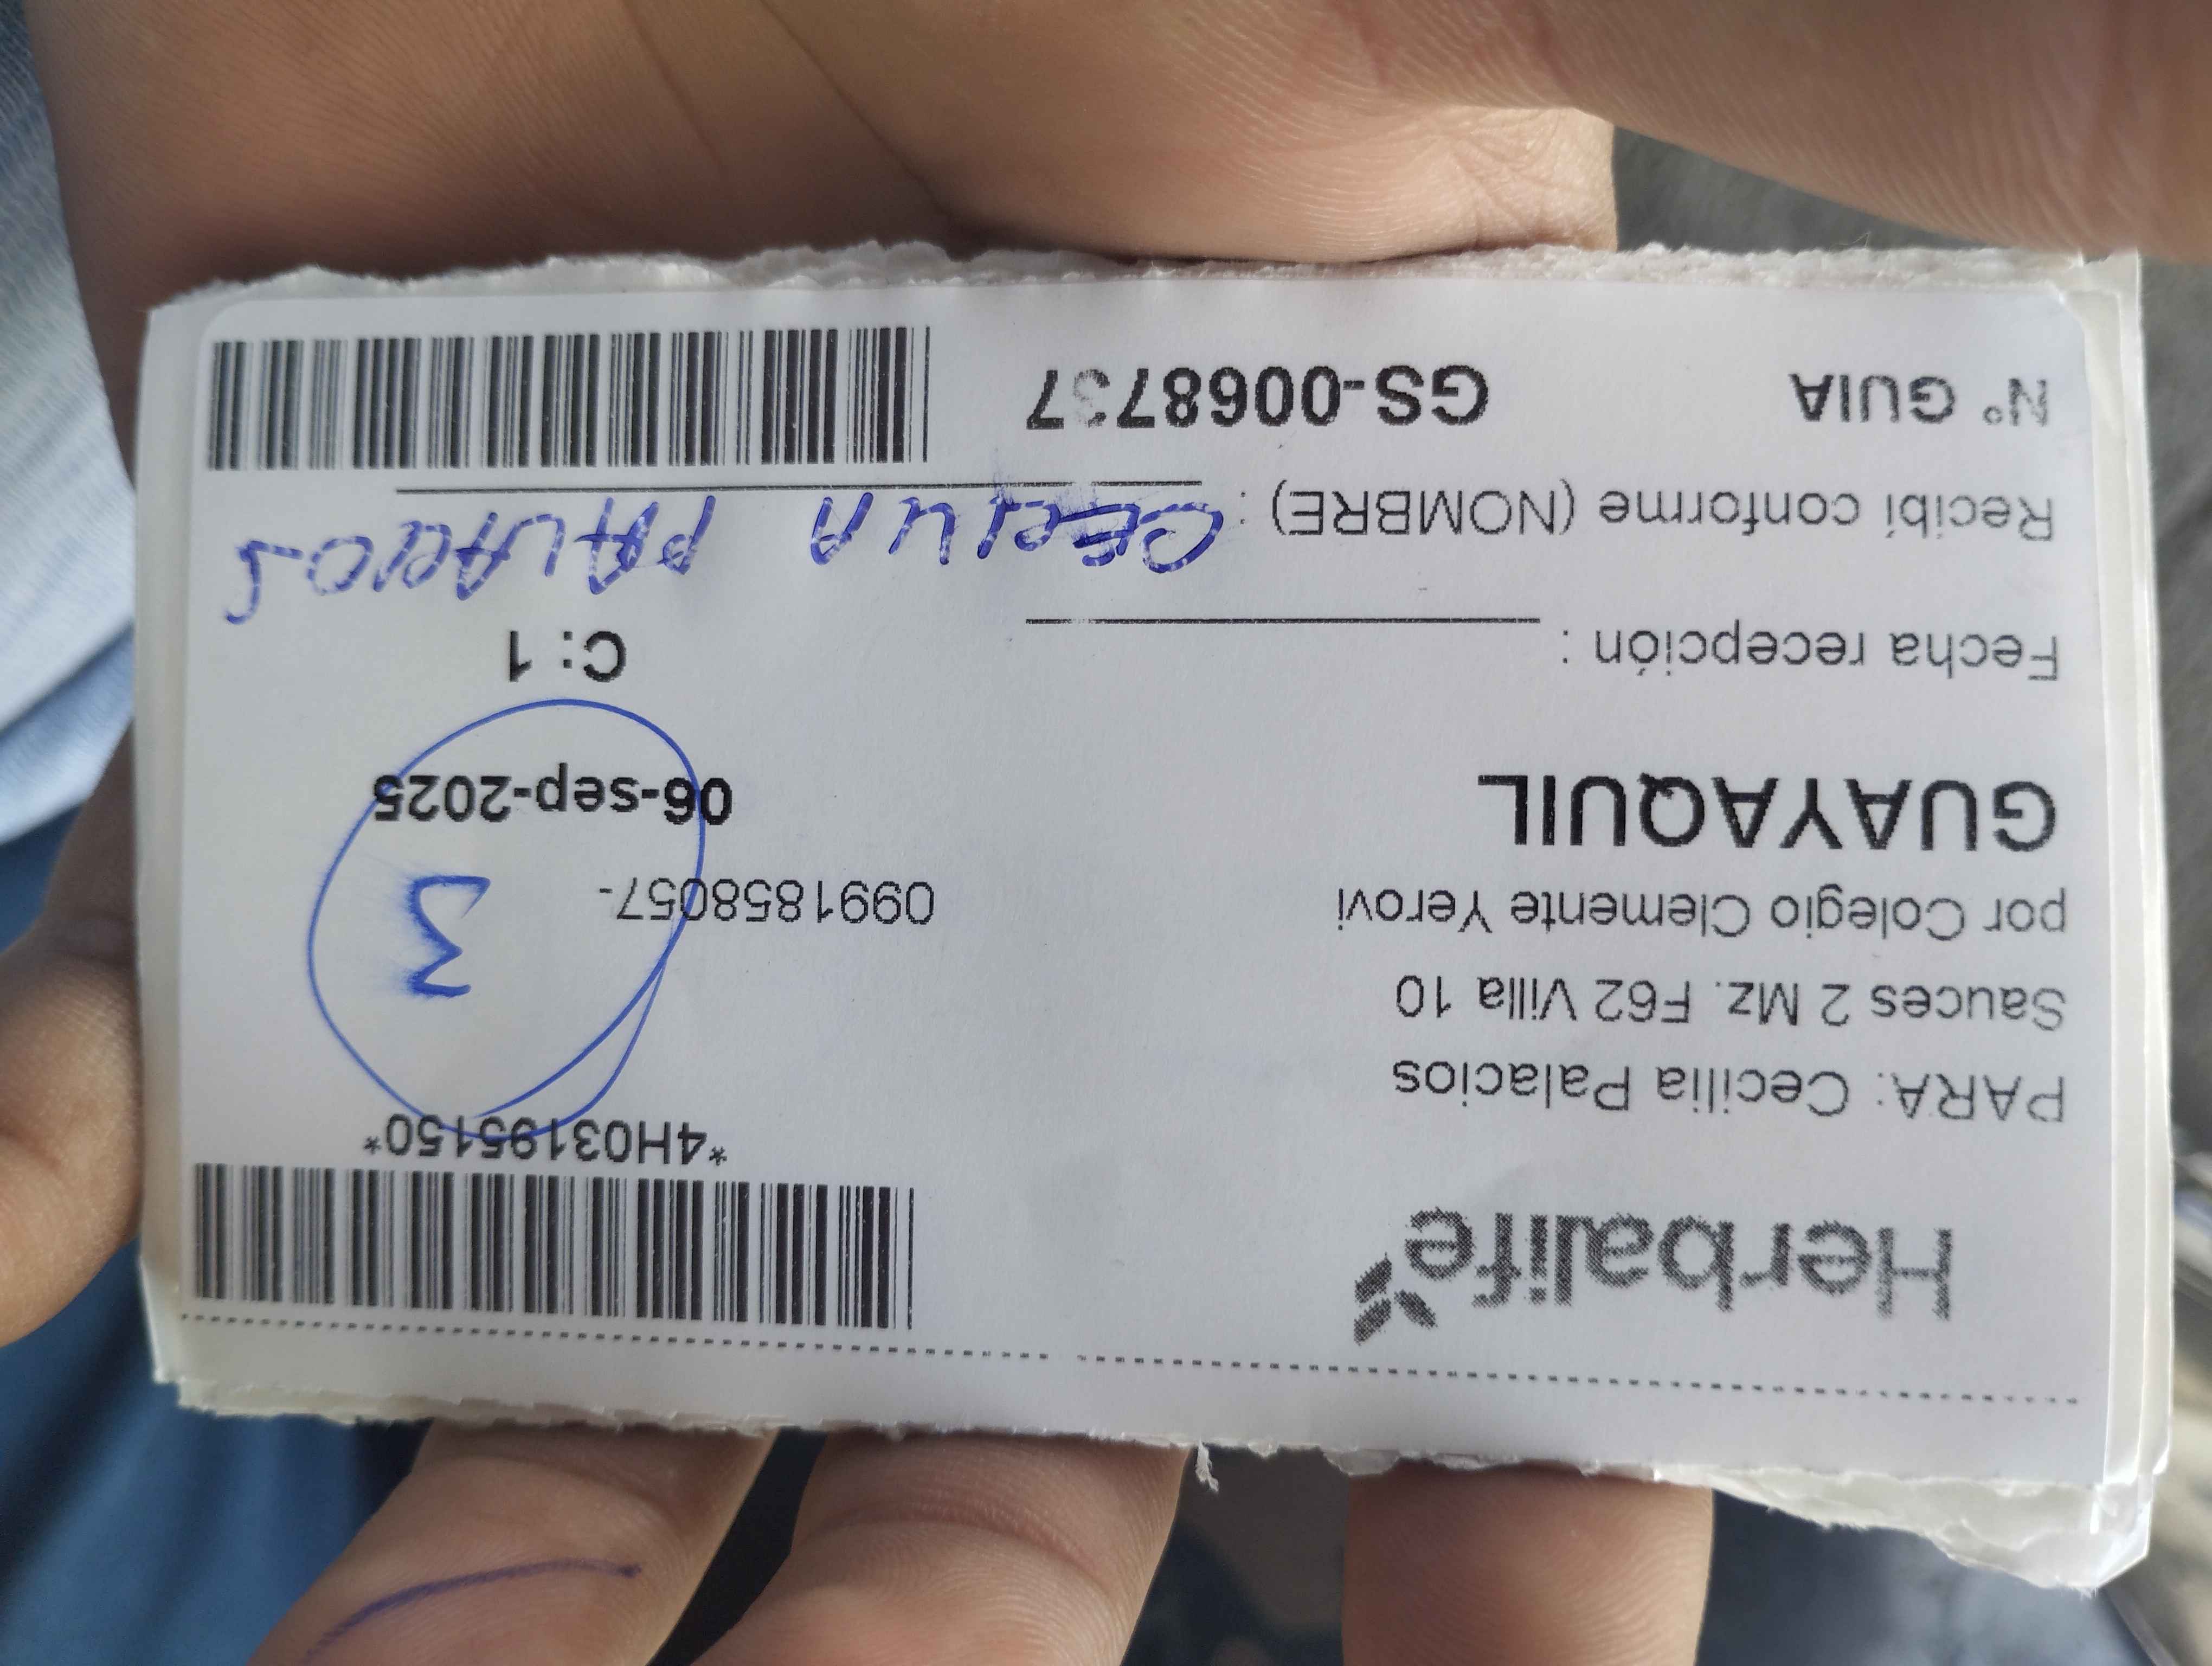 Herbalife
*4H03195150*
PARA: Cecilia Palacios
Sauces 2 Mz. F62 Villa 10
por Colegio Clemente Yerovi
0991858057-
3
GUAYAQUIL
06-sep-2025
Fecha recepción :
C: 1
Recibí conforme (NOMBRE) : CECILIA PALACIOS
N° GUIA
GS-0068737